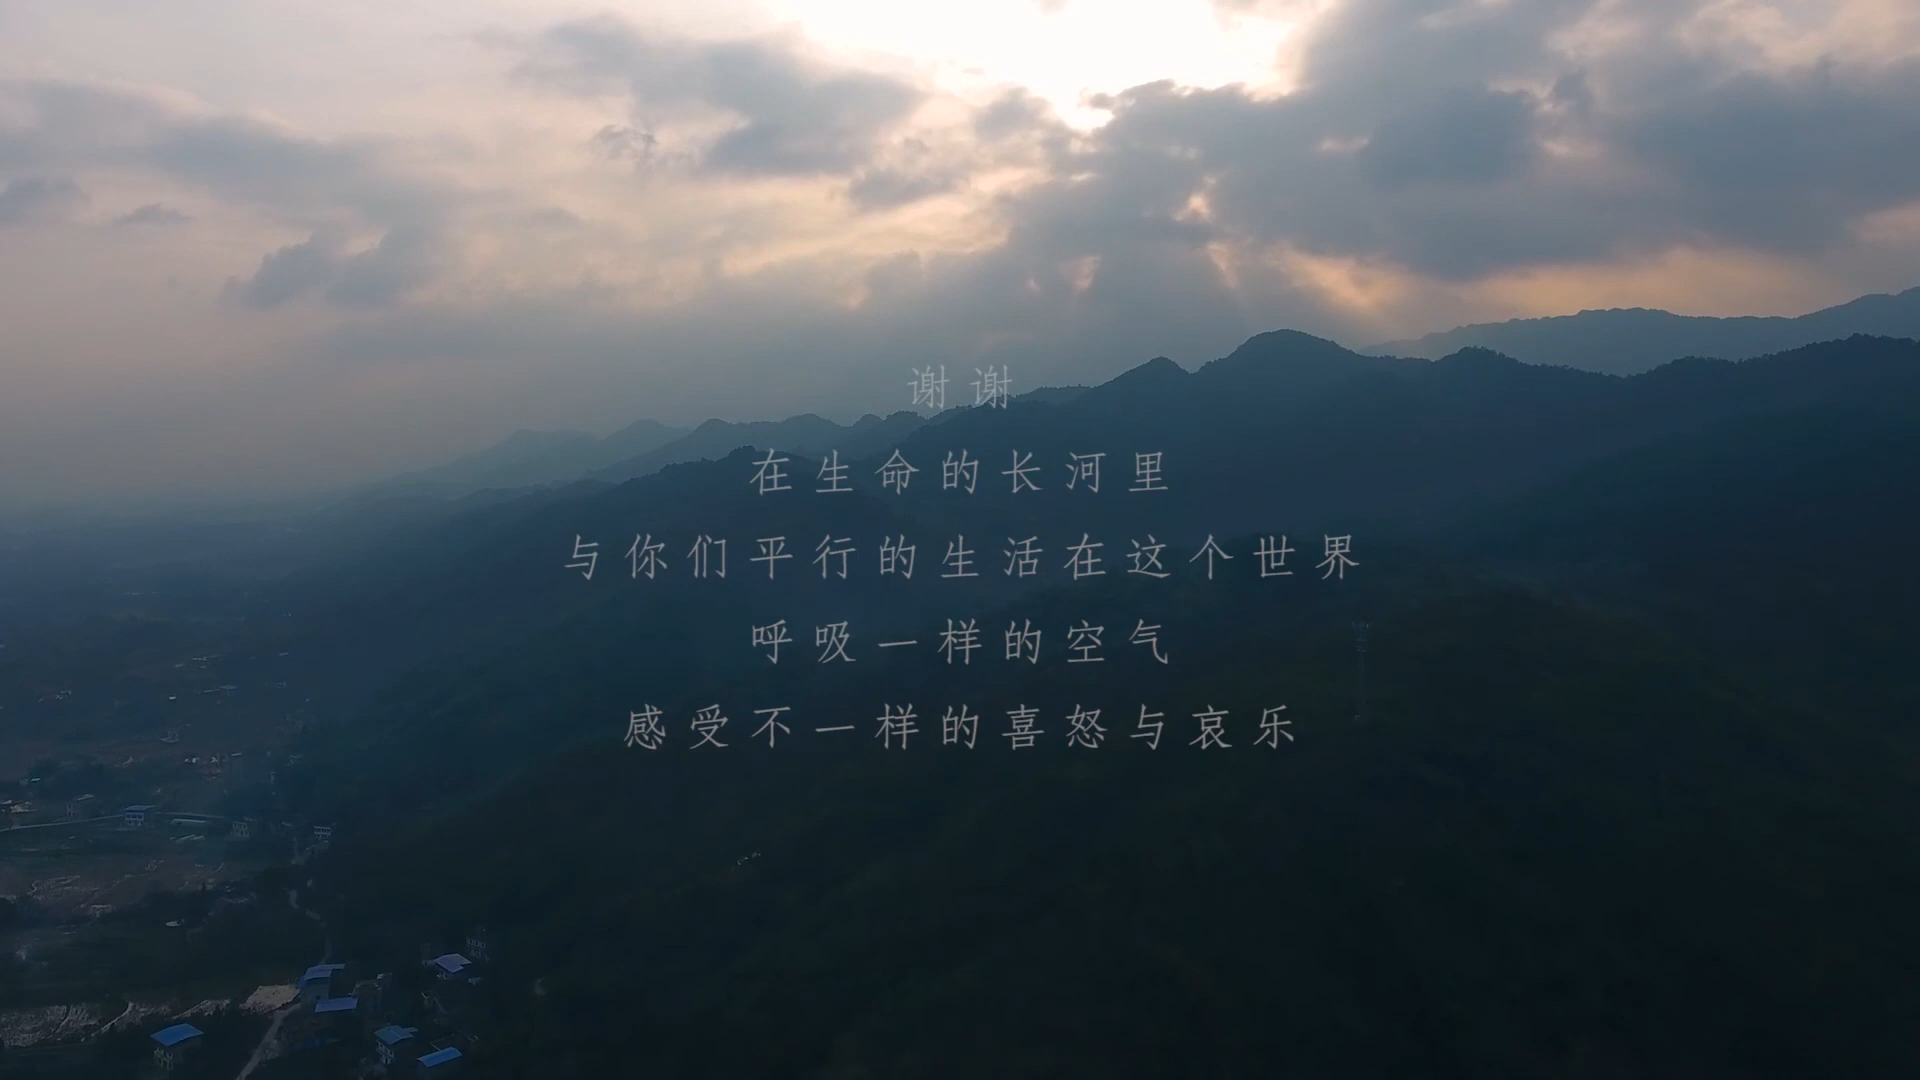 谢谢
在生命的长河里
与你们平行的生活在这个世界
呼吸一样的空气
感受不一样的喜怒与哀乐